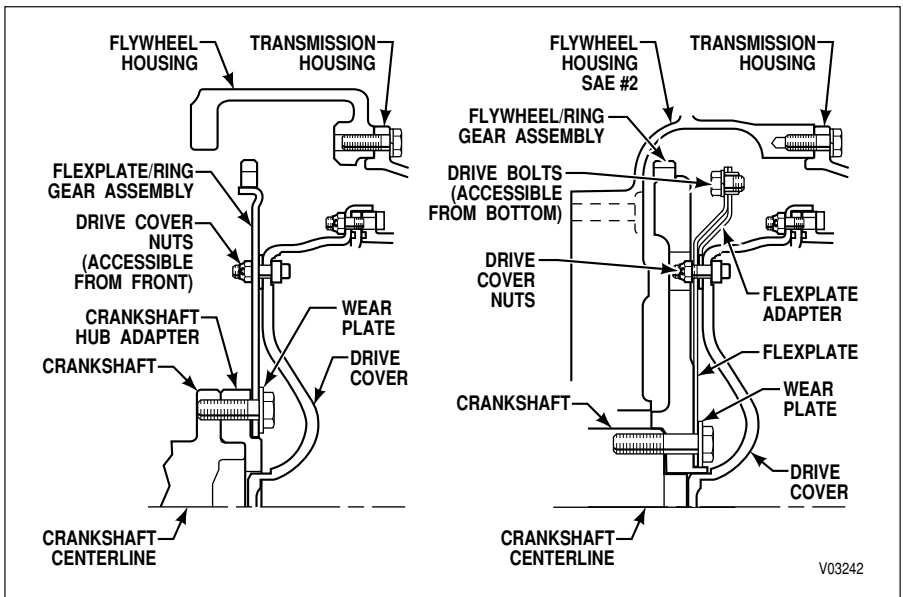 FLYWHEEL
HOUSING
TRANSMISSION
HOUSING
FLEXPLATE/RING
GEAR ASSEMBLY
DRIVE COVER
NUTS
(ACCESSIBLE
FROM FRONT)
CRANKSHAFT
HUB ADAPTER
CRANKSHAFT
WEAR
PLATE
DRIVE
COVER
CRANKSHAFT
CENTERLINE
FLYWHEEL
HOUSING
SAE #2
TRANSMISSION
HOUSING
FLYWHEEL/RING
GEAR ASSEMBLY
DRIVE BOLTS
(ACCESSIBLE
FROM BOTTOM)
DRIVE
COVER
NUTS
FLEXPLATE
ADAPTER
FLEXPLATE
CRANKSHAFT
WEAR
PLATE
DRIVE
COVER
CRANKSHAFT
CENTERLINE
V03242